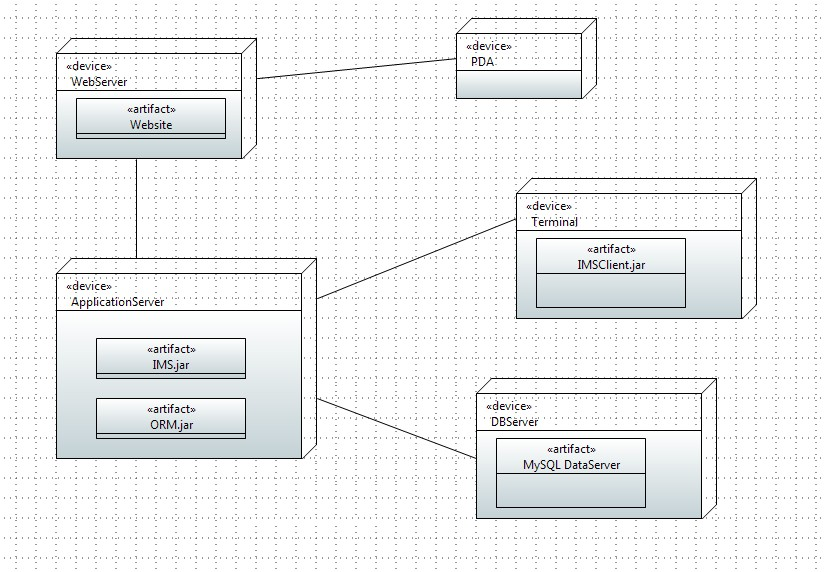 «device»
WebServer
«artifact»
Website
«device»
PDA
«device»
Terminal
«artifact»
IMSClient.jar
«device»
ApplicationServer
«artifact»
IMS.jar
«artifact»
ORM.jar
«device»
DBServer
«artifact»
MySQL DataServer